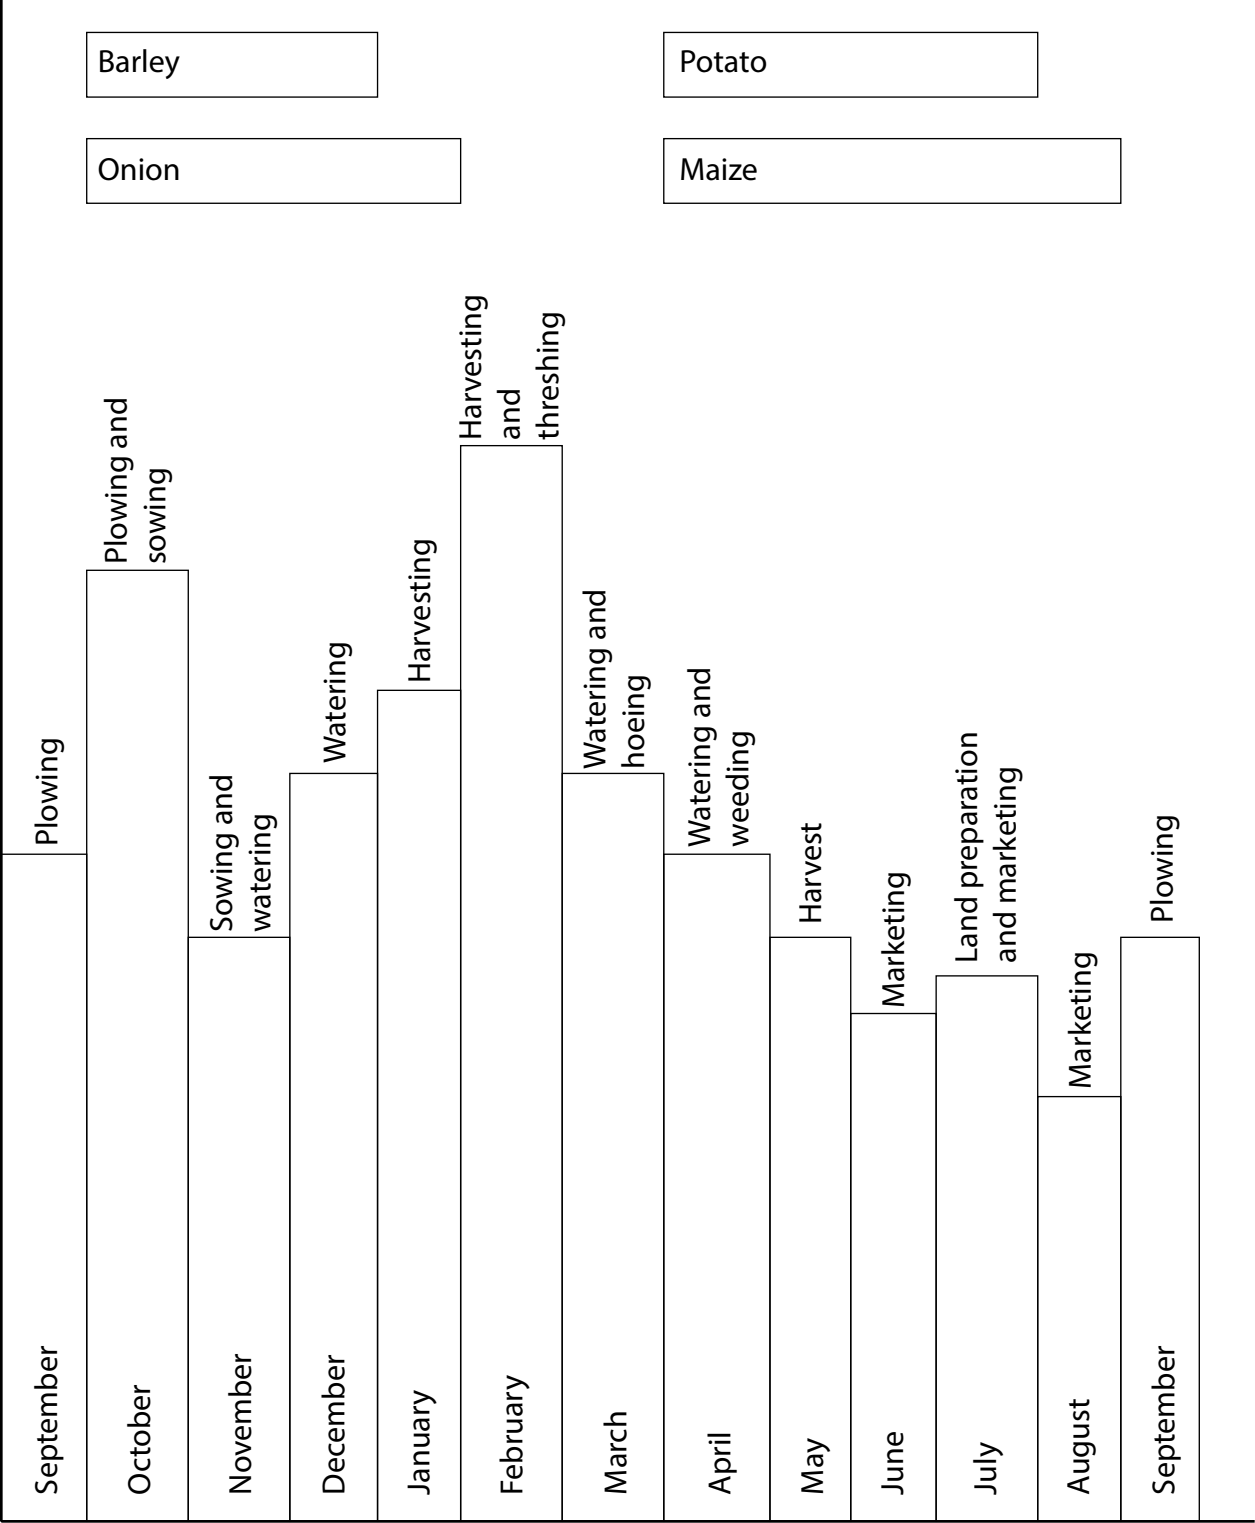 Barley
Potato
Onion
Maize
Plowing
Plowing and
sowing
Sowing and
watering
Watering
Harvesting
Harvesting
and
threshing
Watering and
hoeing
Watering and
weeding
Harvest
Marketing
Land preparation
and marketing
Marketing
Plowing
September
October
November
December
January
February
March
April
May
June
July
August
September